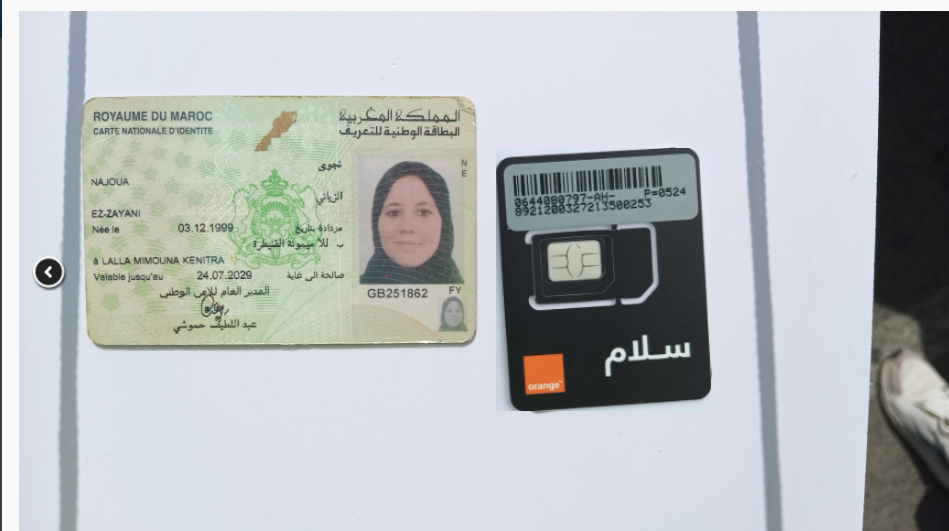 ROYAUME DU MAROC
المملكة المغربية
CARTE NATIONALE D'IDENTITE
البطاقة الوطنية للتعريف
نجوى
NAJOUA
الزياني
EZ-ZAYANI
Née le 03.12.1999 مزدادة بتاريخ
ب للا ميمونة القنيطرة
à LALLA MIMOUNA KENITRA
Valable jusqu'au 24.07.2029 صالحة الى غاية
المدير العام للامن الوطني
عبد اللطيف حموشي
N
E
GB251862
FY
0644080797-AH- P=0524
8921200327213500253
سلام
orange